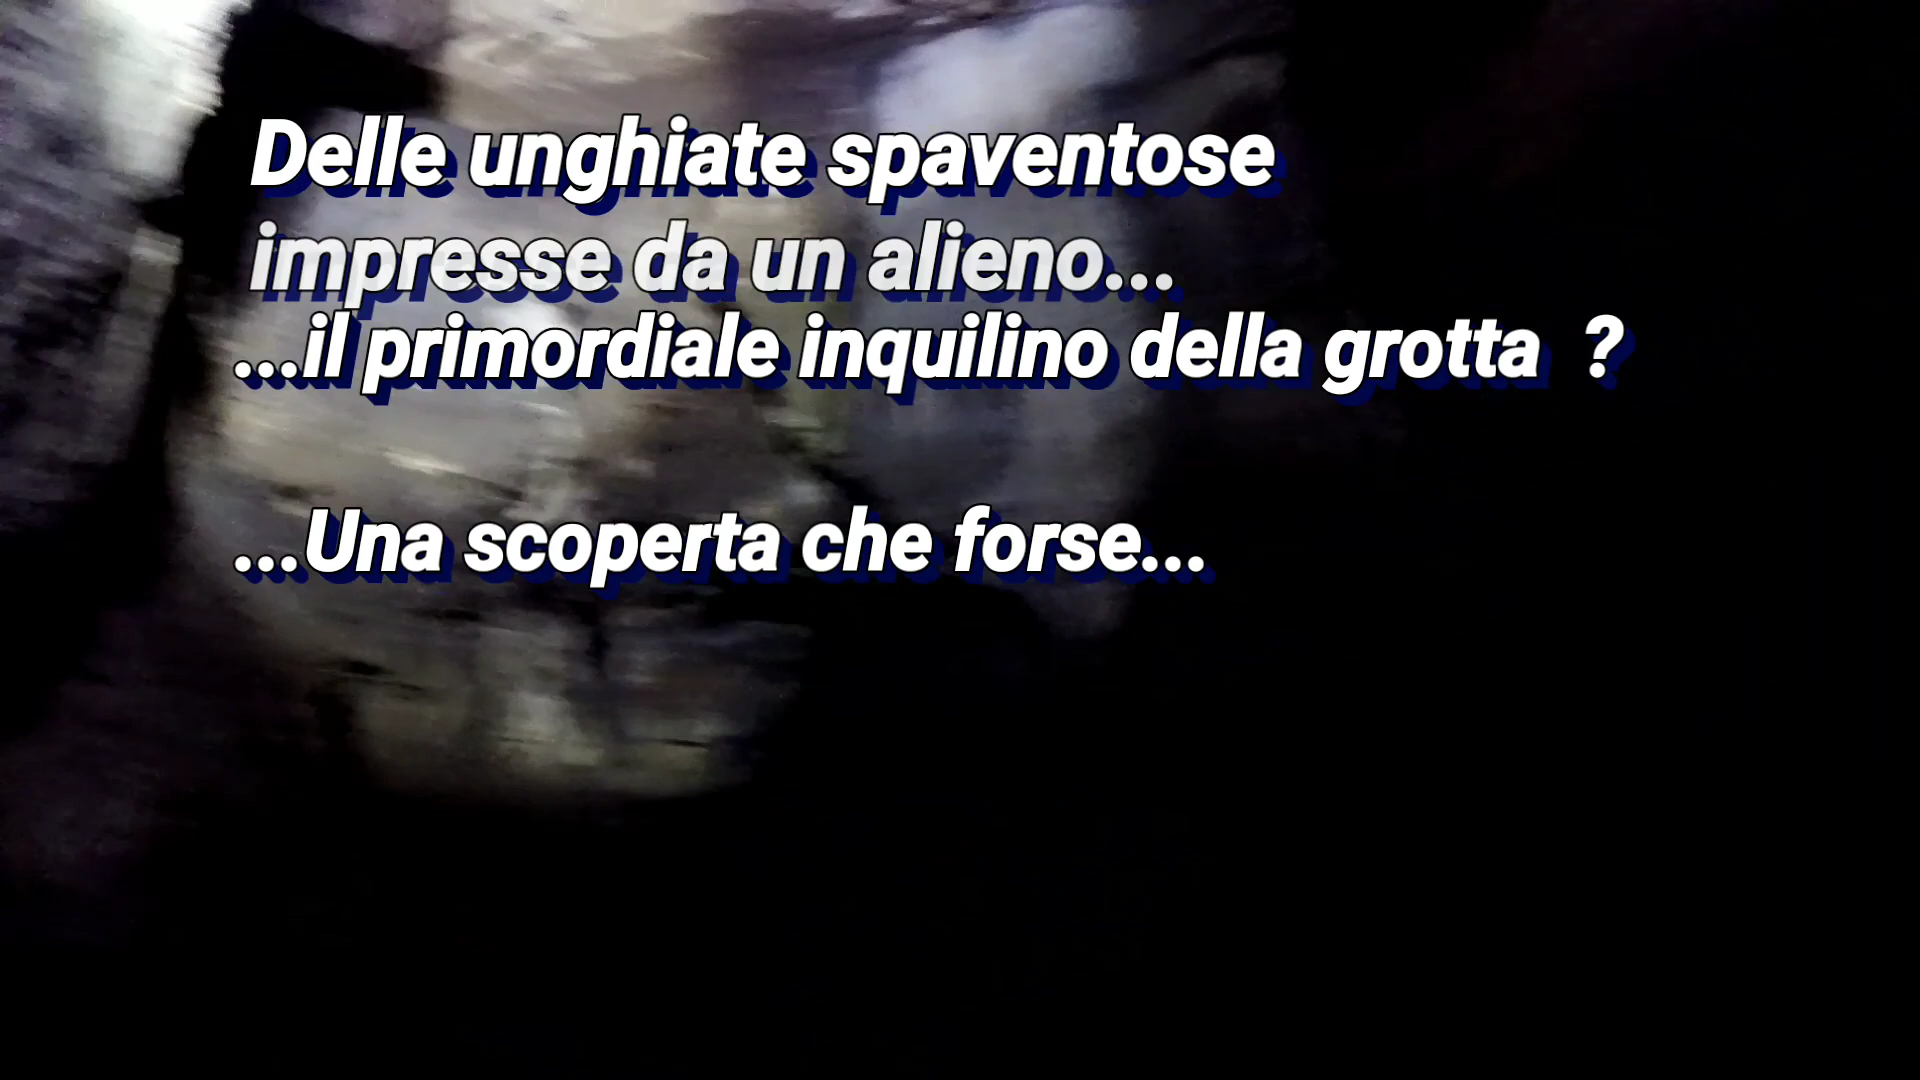 Delle unghiate spaventose
impresse da un alieno...
...il primordiale inquilino della grotta ?
...Una scoperta che forse...